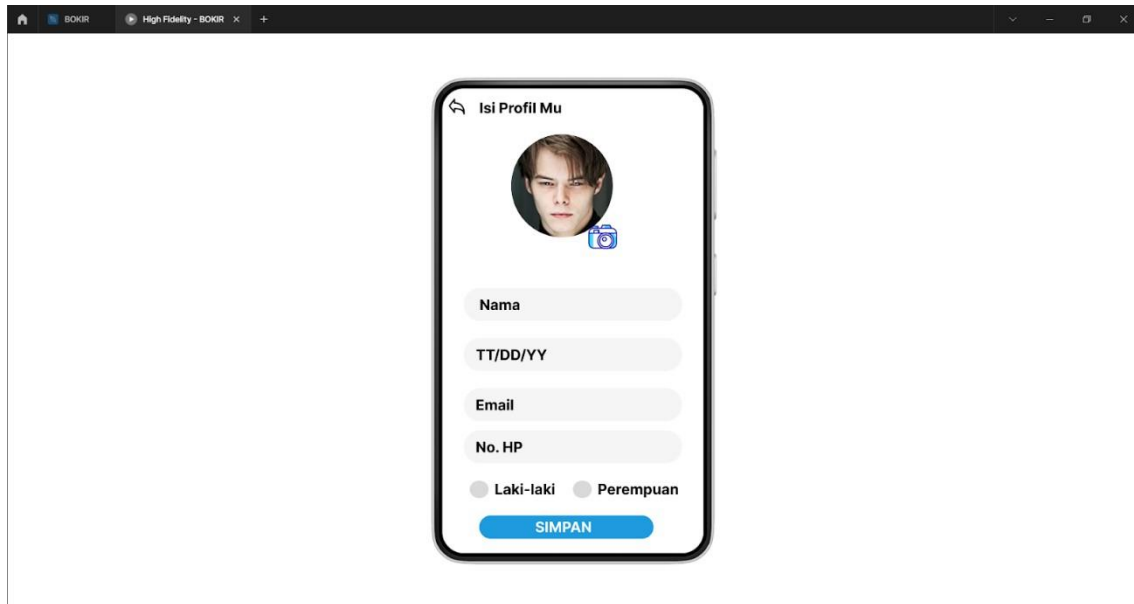 BOKIR
High Fidelity - BOKIR
Isi Profil Mu
Nama
TT/DD/YY
Email
No. HP
Laki-laki Perempuan
SIMPAN